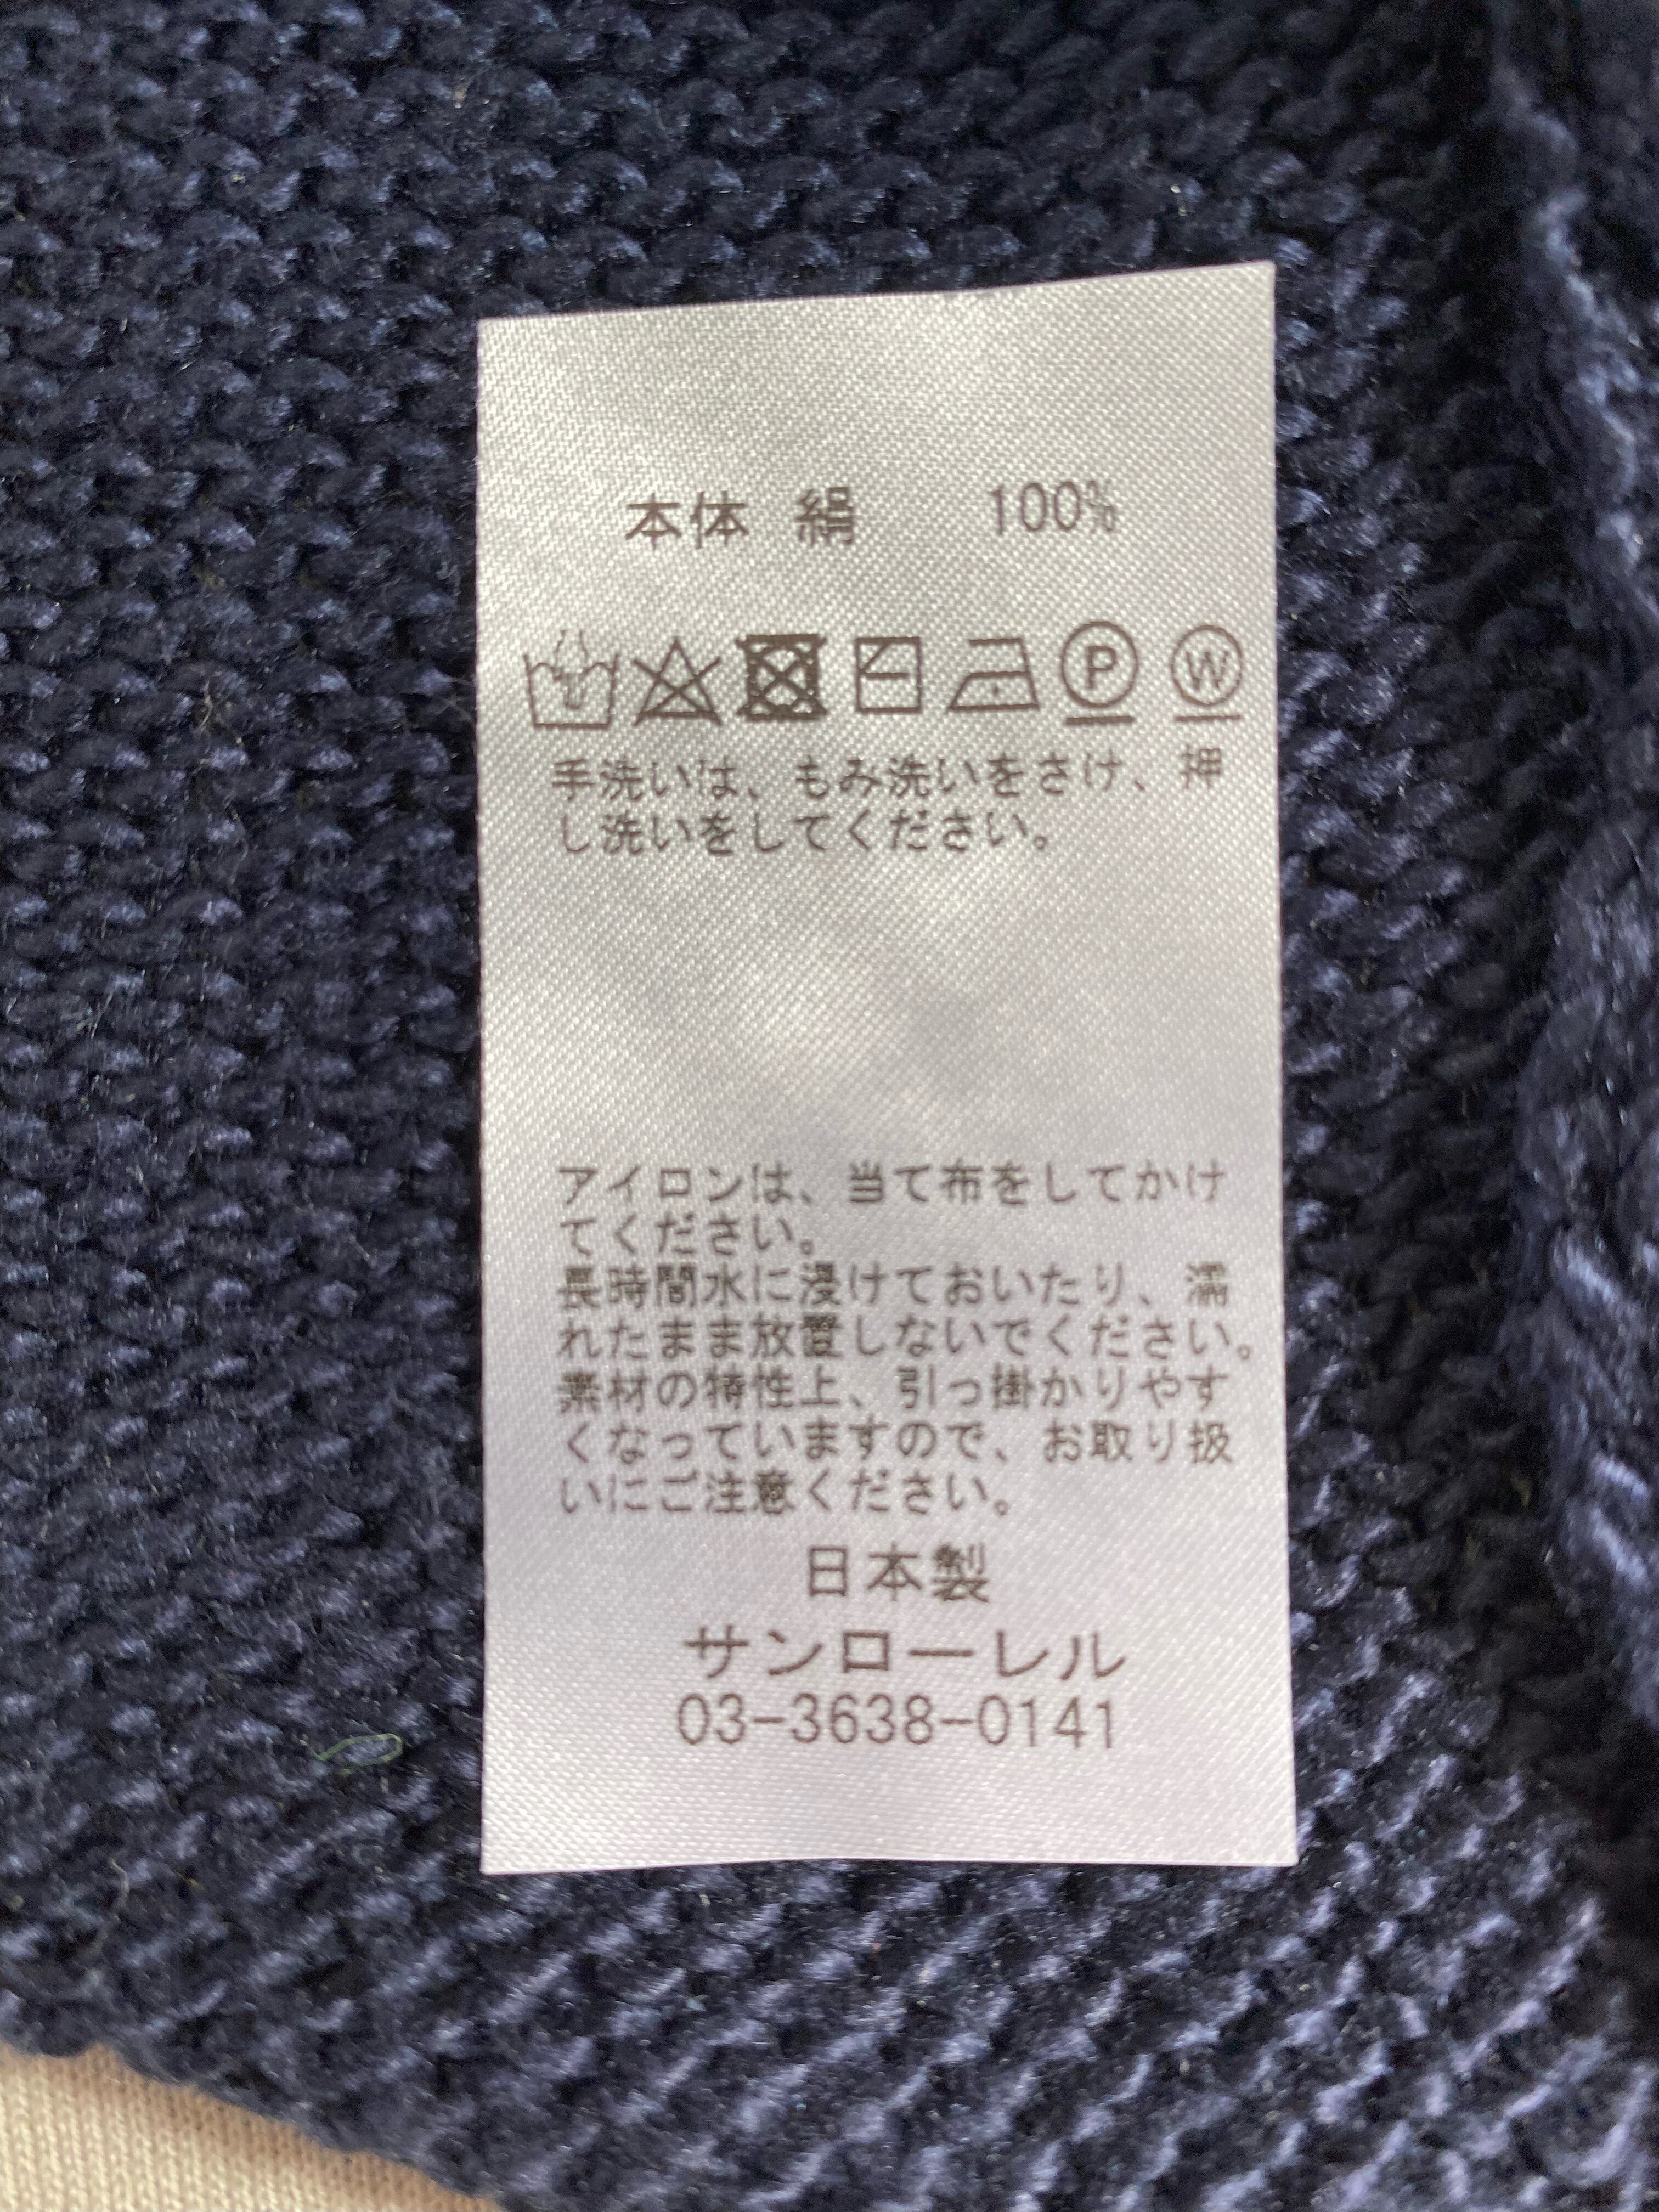 本体 絹 100%
P W
手洗いは、もみ洗いをさけ、押
し洗いをしてください。
アイロンは、当て布をしてかけ
てください。
長時間水に浸けておいたり、濡
れたまま放置しないでください。
素材の特性上、引っ掛かりやす
くなっていますので、お取り扱
いにご注意ください。
日本製
サンローレル
03-3638-0141